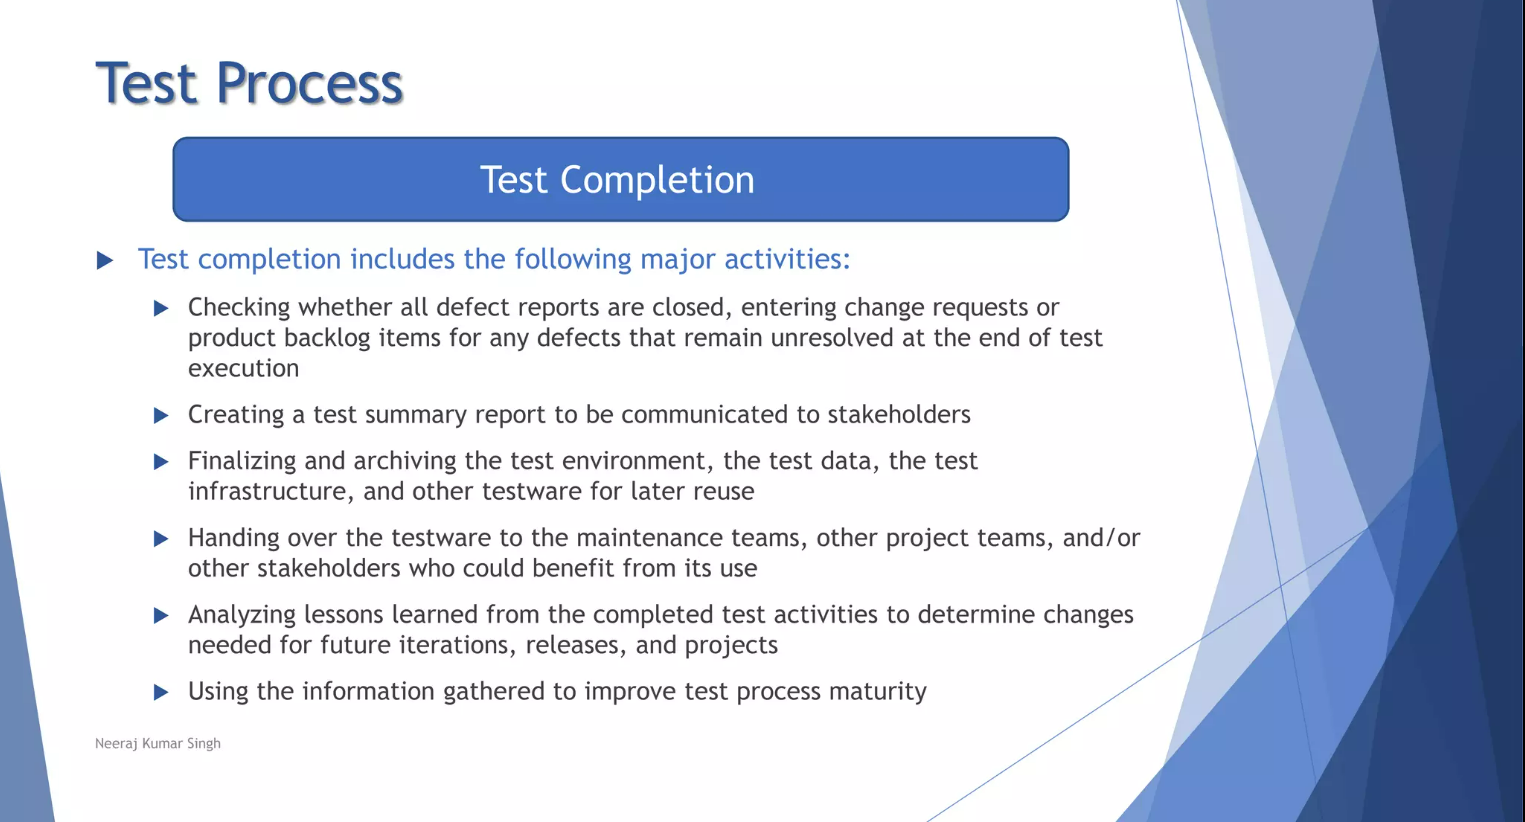 Test Process
Test Completion
Test completion includes the following major activities:
Checking whether all defect reports are closed, entering change requests or
product backlog items for any defects that remain unresolved at the end of test
execution
Creating a test summary report to be communicated to stakeholders
Finalizing and archiving the test environment, the test data, the test
infrastructure, and other testware for later reuse
Handing over the testware to the maintenance teams, other project teams, and/or
other stakeholders who could benefit from its use
Analyzing lessons learned from the completed test activities to determine changes
needed for future iterations, releases, and projects
Using the information gathered to improve test process maturity
Neeraj Kumar Singh